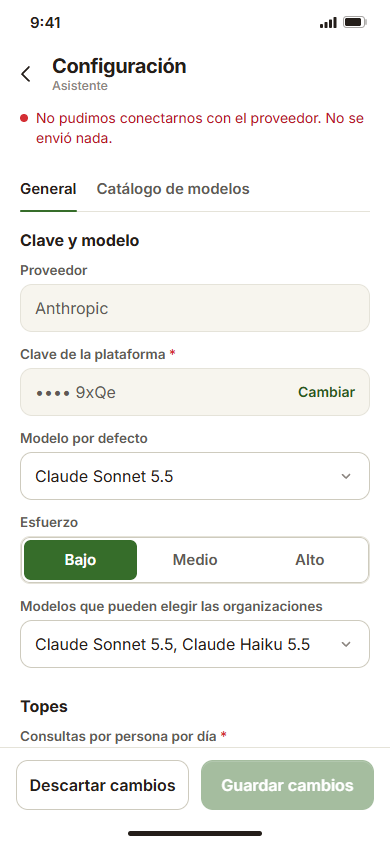 9:41
Configuración
Asistente
No pudimos conectarnos con el proveedor. No se
envió nada.
General
Catálogo de modelos
Clave y modelo
Proveedor
Anthropic
Clave de la plataforma *
•••• 9xQe
Cambiar
Modelo por defecto
Claude Sonnet 5.5
Esfuerzo
Bajo
Medio
Alto
Modelos que pueden elegir las organizaciones
Claude Sonnet 5.5, Claude Haiku 5.5
Topes
Consultas por persona por día *
Descartar cambios
Guardar cambios